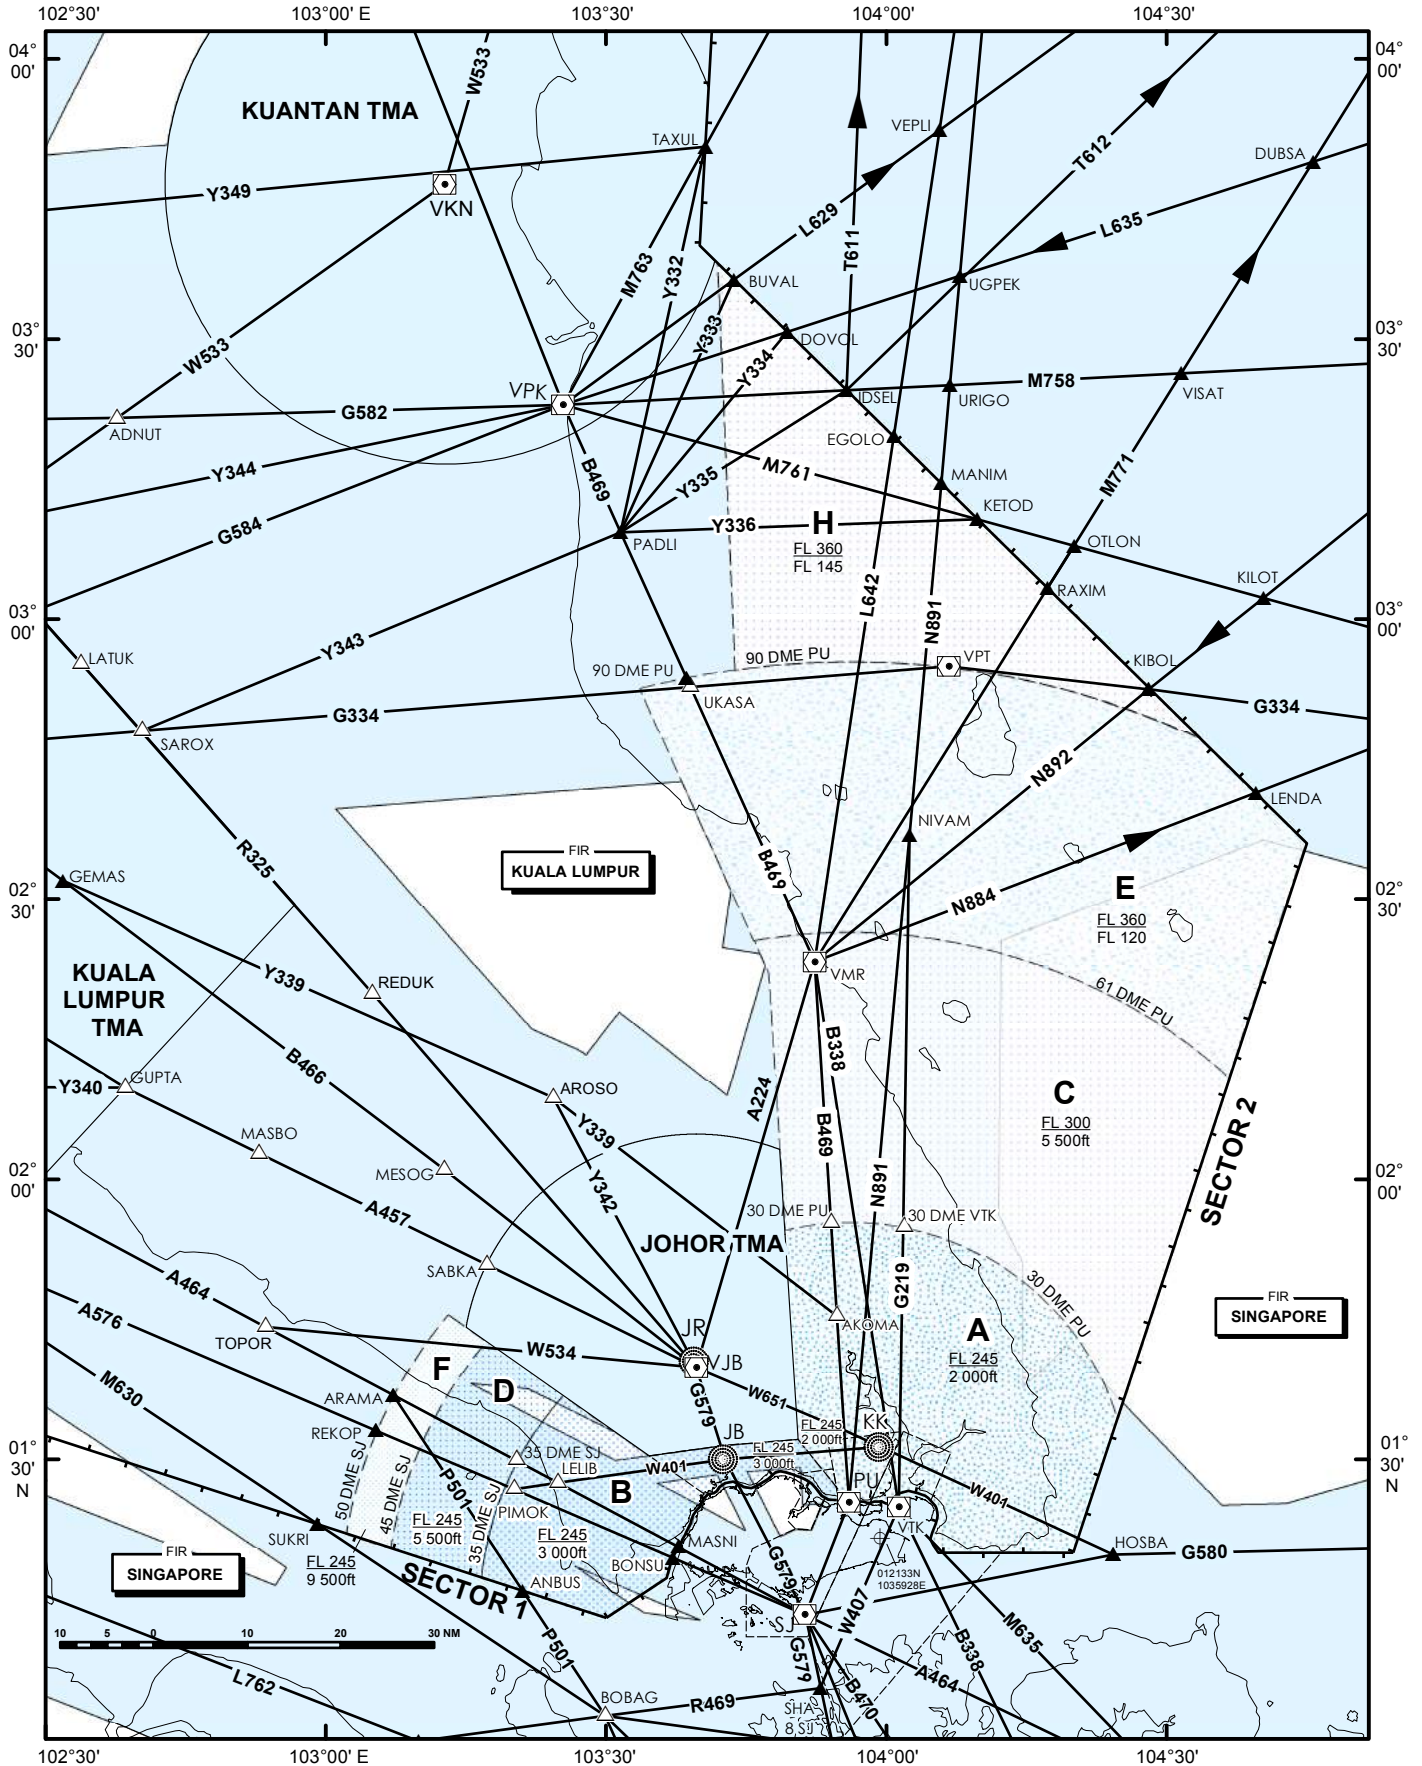 102°30'
103°00' E
103°30'
104°00'
104°30'
04°
00'
04°
00'
W533
KUANTAN TMA
TAXUL
VEPLI
T612
DUBSA
Y349
VKN
L629
L635
T611
M763
Y332
BUVAL
UGPEK
03°
30'
03°
30'
W533
Y333
DOVOL
Y334
VPK
G582
IDSEL
M758
URIGO
VISAT
ADNUT
EGOLO
Y344
B469
Y335
M761
M771
MANIM
KETOD
G584
Y336
H
FL 360
FL 145
PADLI
OTLON
KILOT
L642
RAXIM
03°
00'
03°
00'
N891
Y343
LATUK
90 DME PU
90 DME PU
VPT
KIBOL
UKASA
G334
G334
SAROX
N892
LENDA
NIVAM
R325
FIR
KUALA LUMPUR
B469
GEMAS
E
FL 360
FL 120
N884
02°
30'
02°
30'
KUALA
LUMPUR
TMA
Y339
REDUK
VMR
61 DME PU
B338
B466
Y340
GUPTA
AROSO
A224
C
FL 300
5 500ft
Y339
B469
MASBO
MESOG
N891
SECTOR 2
02°
00'
02°
00'
Y342
A457
30 DME PU
30 DME VTK
JOHOR TMA
SABKA
A464
G219
30 DME PU
FIR
SINGAPORE
A576
AKOMA
A
FL 245
2 000ft
TOPOR
JR
W534
VJB
M630
F
D
G579
W651
ARAMA
REKOP
JB
FL 245
2 000ft
KK
01°
30'
N
01°
30'
N
35 DME SJ
FL 245
3 000ft
LELIB
W401
50 DME SJ
45 DME SJ
P501
PIMOK
B
PU
W401
FL 245
5 500ft
35 DME SJ
VTK
SUKRI
FL 245
3 000ft
MASNI
HOSBA
G580
FIR
SINGAPORE
FL 245
9 500ft
BONSU
G579
012133N
1035928E
SECTOR 1
ANBUS
SJ
W407
10
5
0
10
20
30 NM
P501
G579
B338
M635
L762
A464
BOBAG
R469
SHA
8 SJ
B470
102°30'
103°00' E
103°30'
104°00'
104°30'